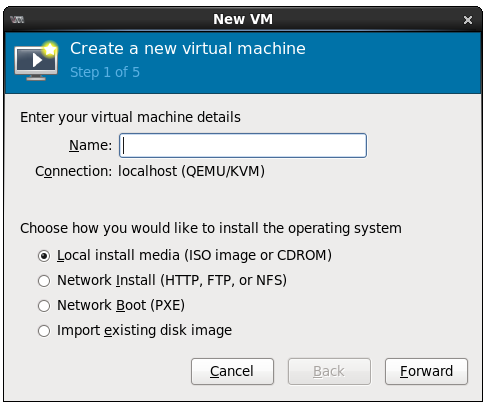 New VM
Create a new virtual machine
Step 1 of 5
Enter your virtual machine details
Name:
Connection: localhost (QEMU/KVM)
Choose how you would like to install the operating system
Local install media (ISO image or CDROM)
Network Install (HTTP, FTP, or NFS)
Network Boot (PXE)
Import existing disk image
Cancel Back Forward